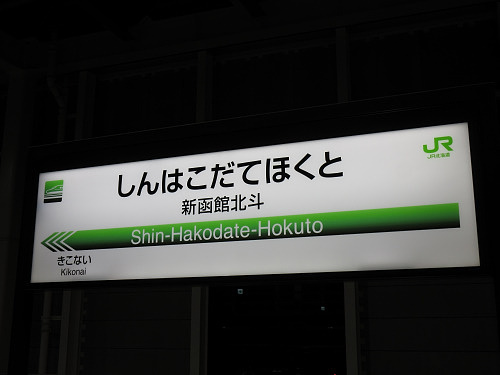 JR
JR北海道
しんはこだてほくと
新函館北斗
Shin-Hakodate-Hokuto
きこない
Kikonai